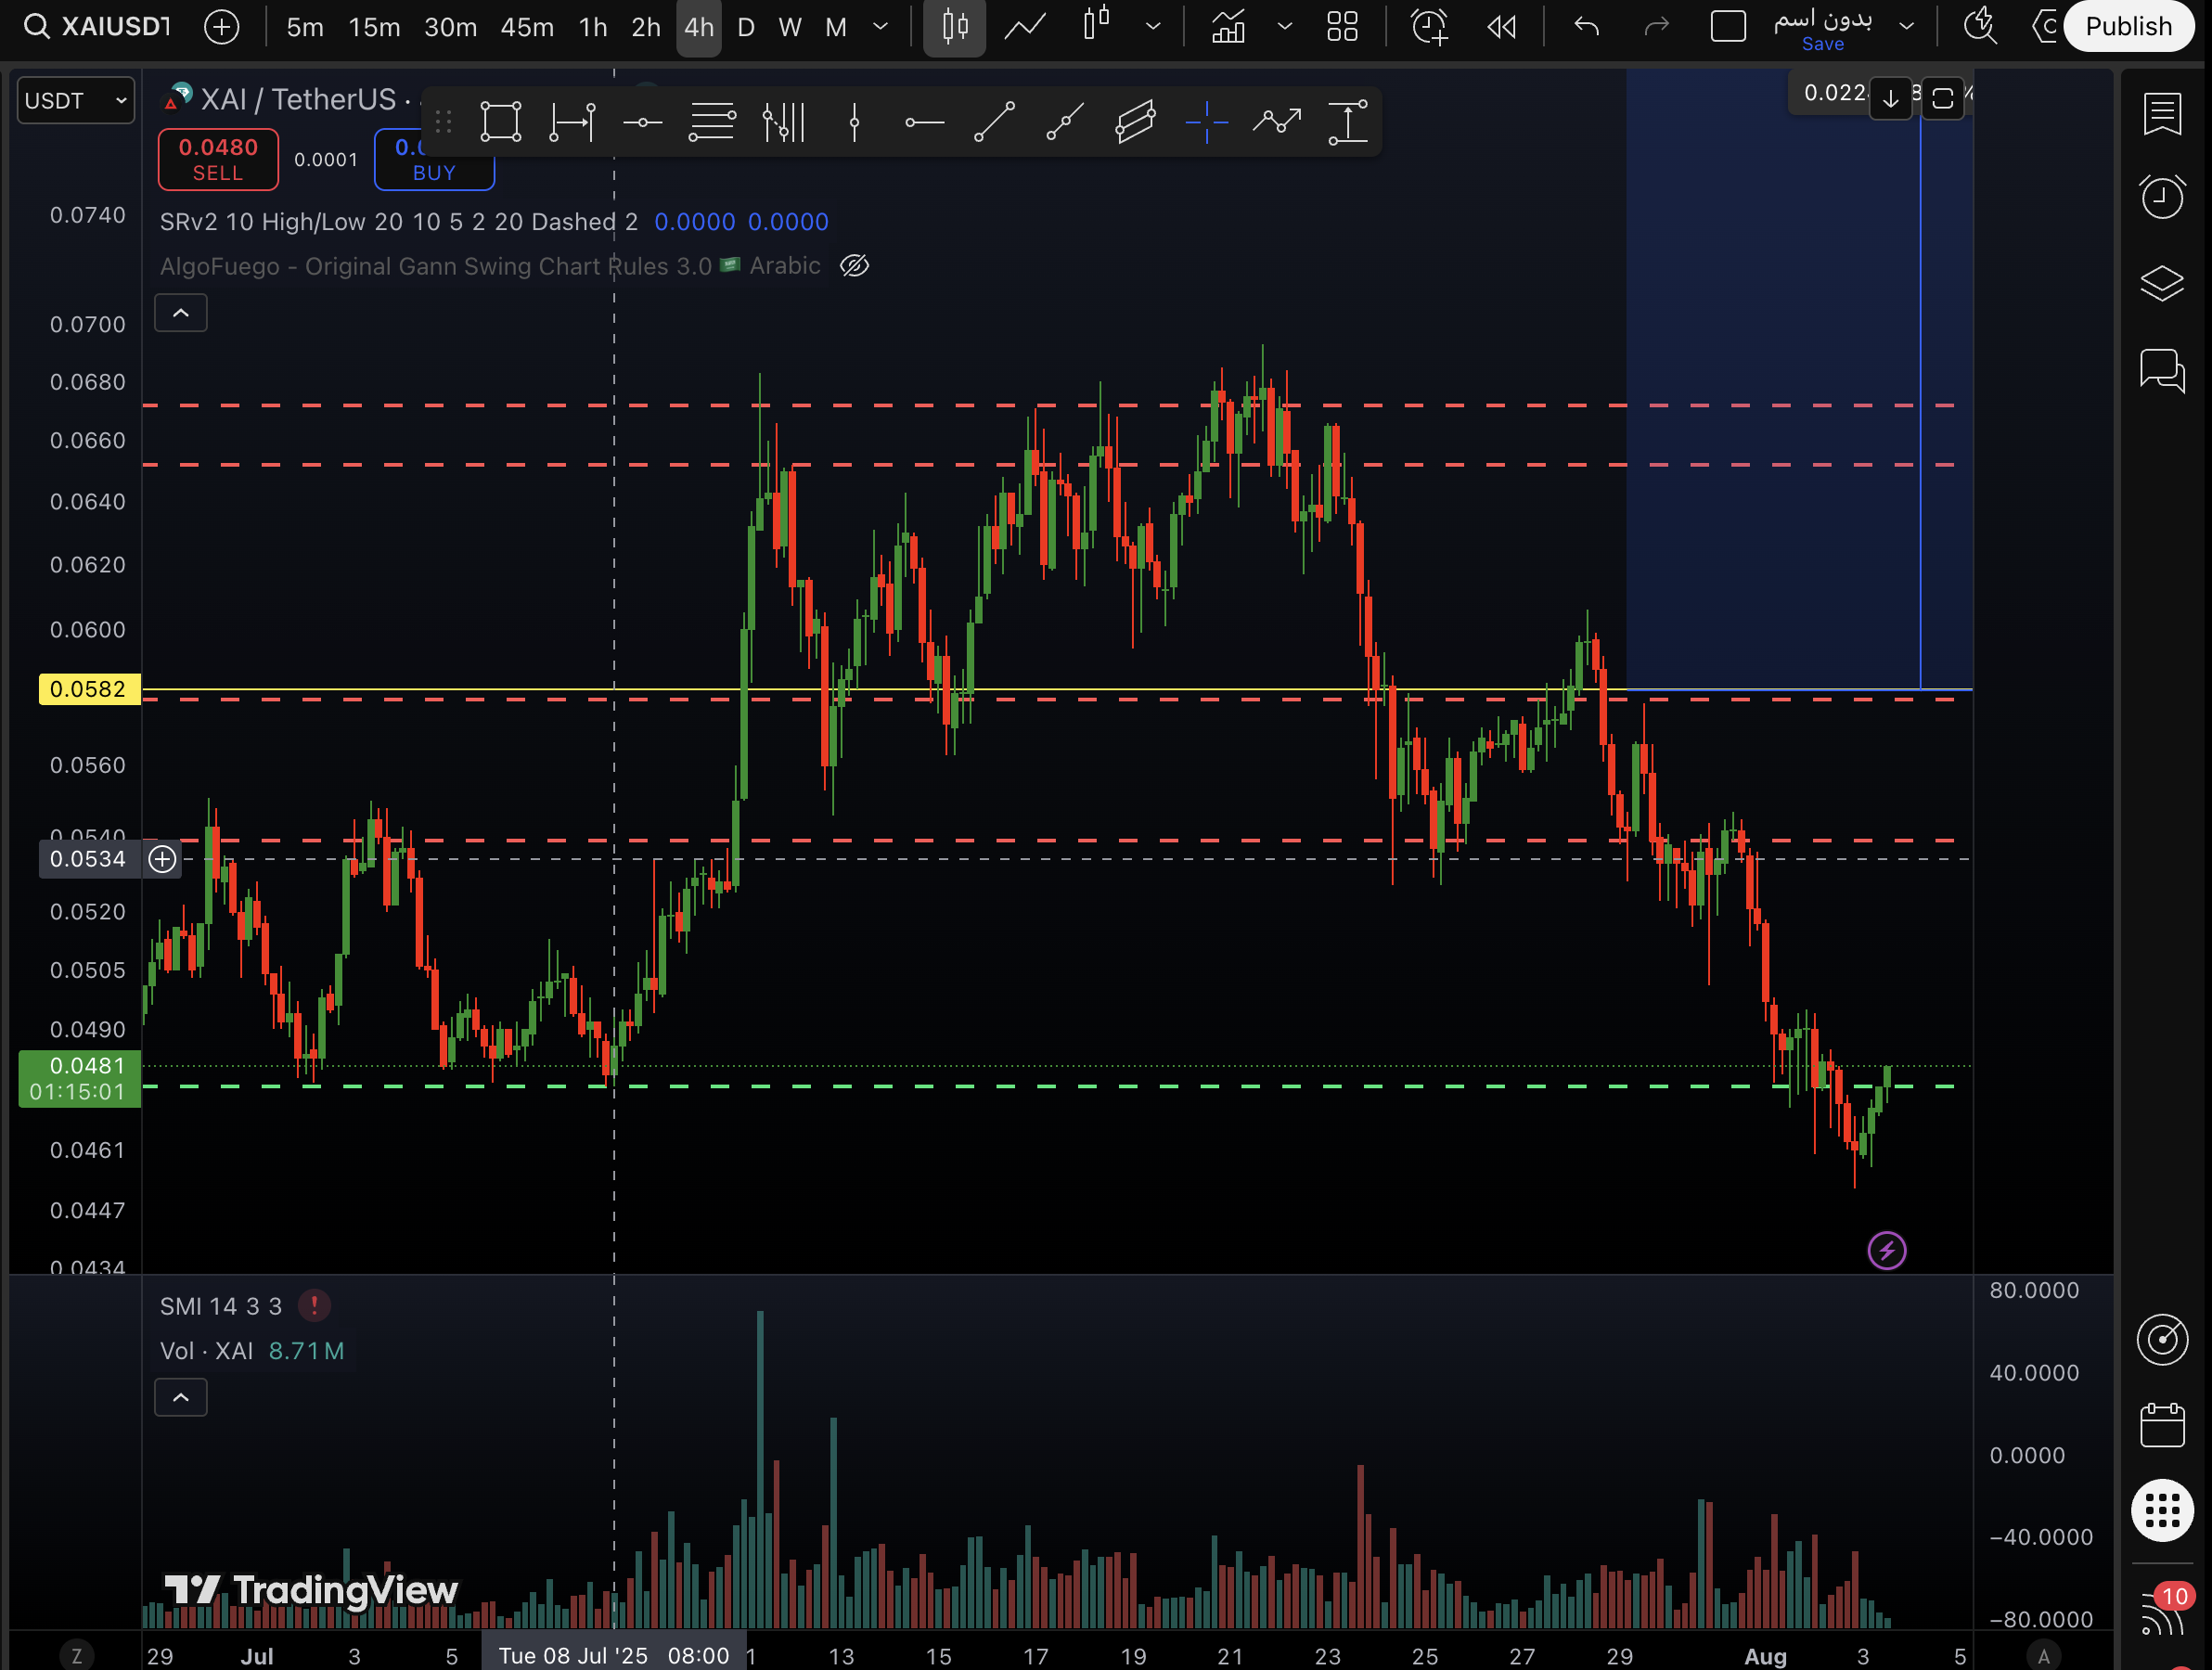 XAIUSDT 5m 15m 30m 45m 1h 2h 4h D W M بدون اسم Publish
Save
USDT
XAI / TetherUS ·
0.0480 0.0001
SELL BUY
SRv2 10 High/Low 20 10 5 2 20 Dashed 2 0.0000 0.0000
AlgoFuego - Original Gann Swing Chart Rules 3.0 Arabic
0.0740
0.0700
0.0680
0.0660
0.0640
0.0620
0.0600
0.0582
0.0560
0.0540
0.0534
0.0520
0.0505
0.0490
0.0481
01:15:01
0.0461
0.0447
0.0434
SMI 14 3 3
Vol · XAI 8.71 M
80.0000
40.0000
0.0000
−40.0000
−80.0000
TradingView
10
Z 29 Jul 3 5 Tue 08 Jul '25 08:00 13 15 17 19 21 23 25 27 29 Aug 3 5 A